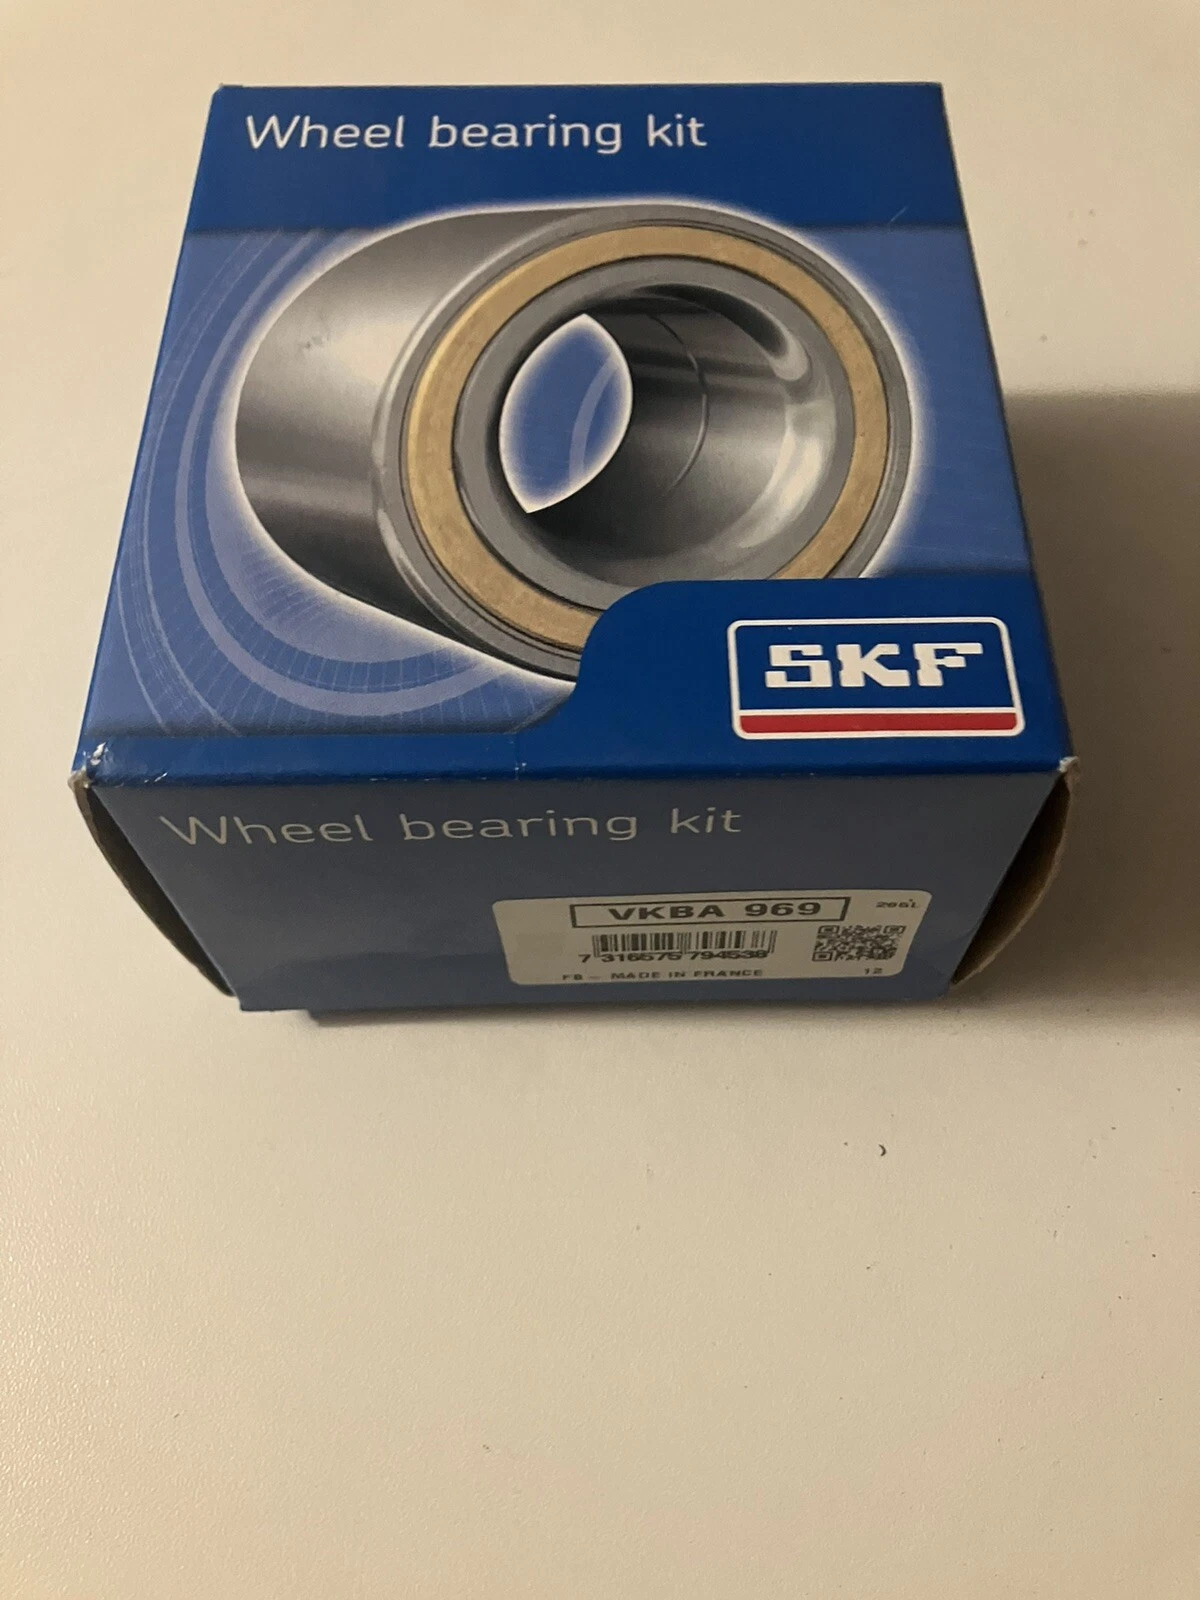 Wheel bearing kit
SKF
Wheel bearing kit
VKBA 969
7 316575 794538
FB - MADE IN FRANCE
12